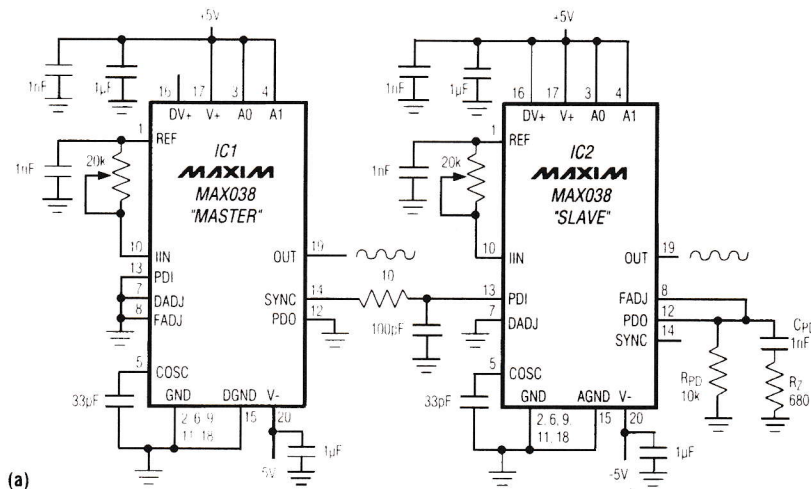 +5V
+5V
1nF
1µF
16
17
3
4
DV+
V+
A0
A1
1nF
1µF
16
17
3
4
DV+
V+
A0
A1
1
REF
20k
1nF
IC1
MAXIM
MAX038
"MASTER"
10
IIN
13
PDI
7
DADJ
8
FADJ
OUT
19
SYNC
14
PDO
12
10
100pF
5
COSC
33pF
GND
DGND
V-
2, 6, 9,
11, 18
15
20
-5V
1µF
1
REF
20k
1nF
IC2
MAXIM
MAX038
"SLAVE"
10
IIN
13
PDI
7
DADJ
OUT
19
FADJ
8
PDO
12
SYNC
14
RPD
10k
CPD
1nF
RZ
680
5
COSC
33pF
GND
AGND
V-
2, 6, 9,
11, 18
15
20
-5V
1µF
(a)